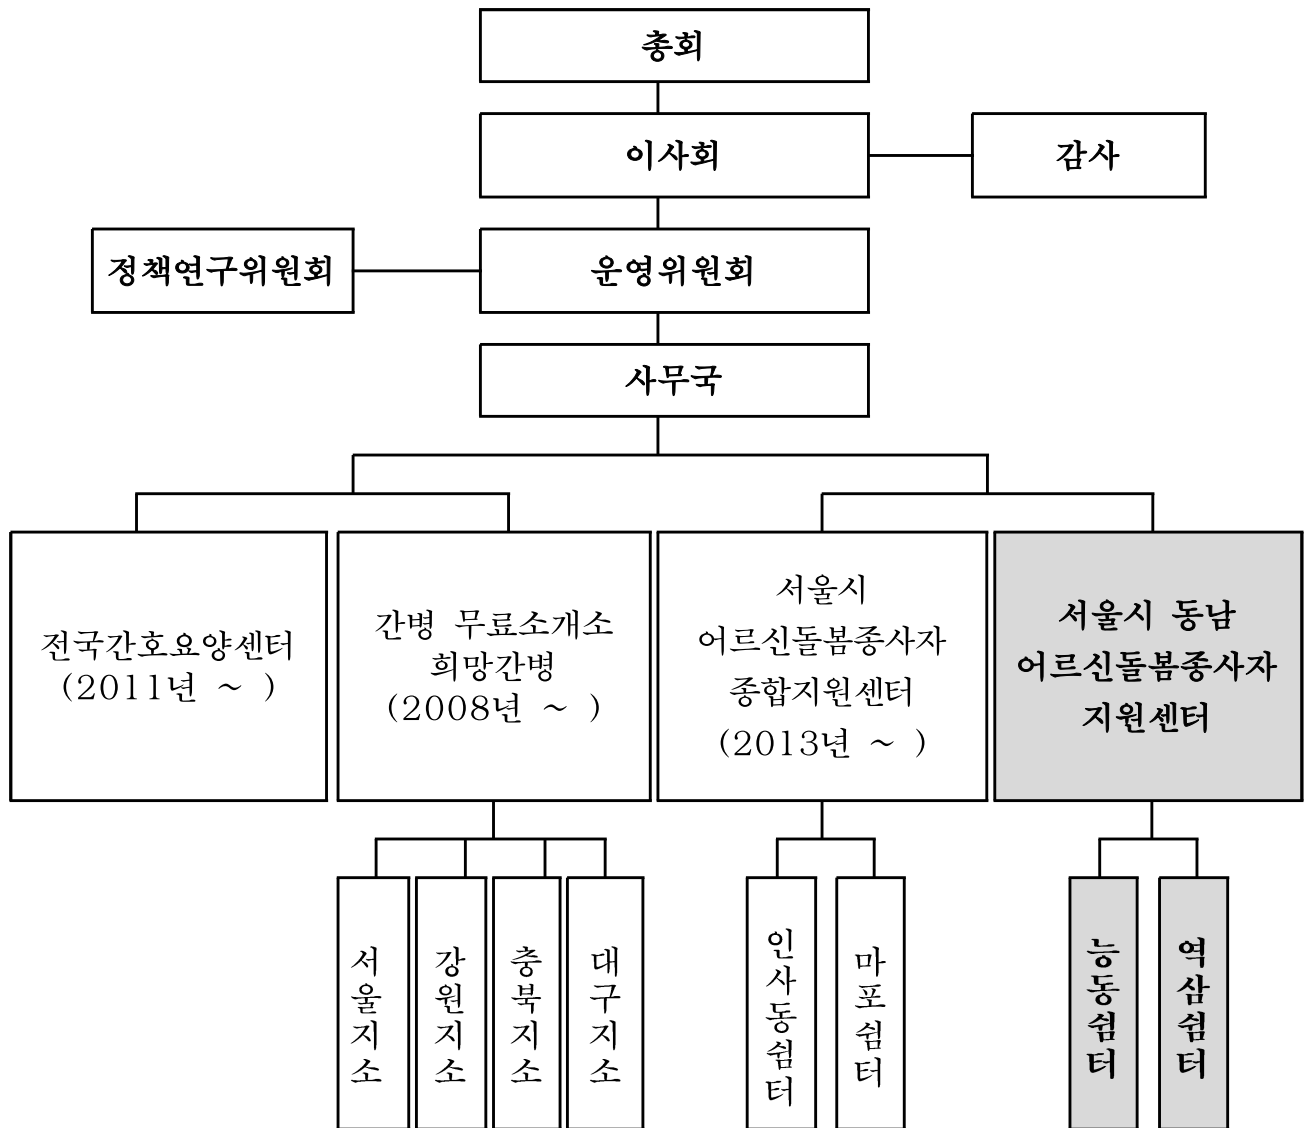 총회
이사회
감사
정책연구위원회
운영위원회
사무국
전국간호요양센터
(2011년 ~ )
간병 무료소개소
희망간병
(2008년 ~ )
서울시
어르신돌봄종사자
종합지원센터
(2013년 ~ )
서울시 동남
어르신돌봄종사자
지원센터
서울지소
강원지소
충북지소
대구지소
인사동쉼터
마포쉼터
능동쉼터
역삼쉼터